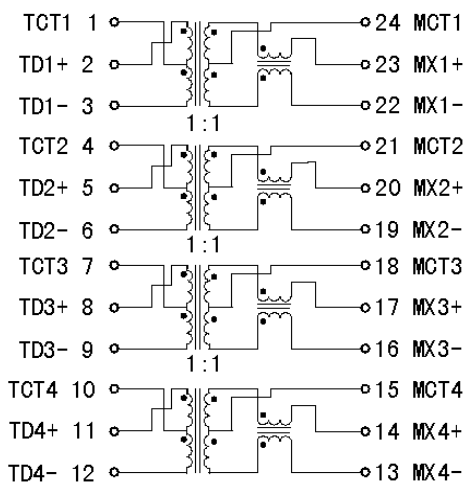 TCT1 1 24 MCT1
TD1+ 2 23 MX1+
TD1- 3 22 MX1-
1:1
TCT2 4 21 MCT2
TD2+ 5 20 MX2+
TD2- 6 19 MX2-
1:1
TCT3 7 18 MCT3
TD3+ 8 17 MX3+
TD3- 9 16 MX3-
1:1
TCT4 10 15 MCT4
TD4+ 11 14 MX4+
TD4- 12 13 MX4-